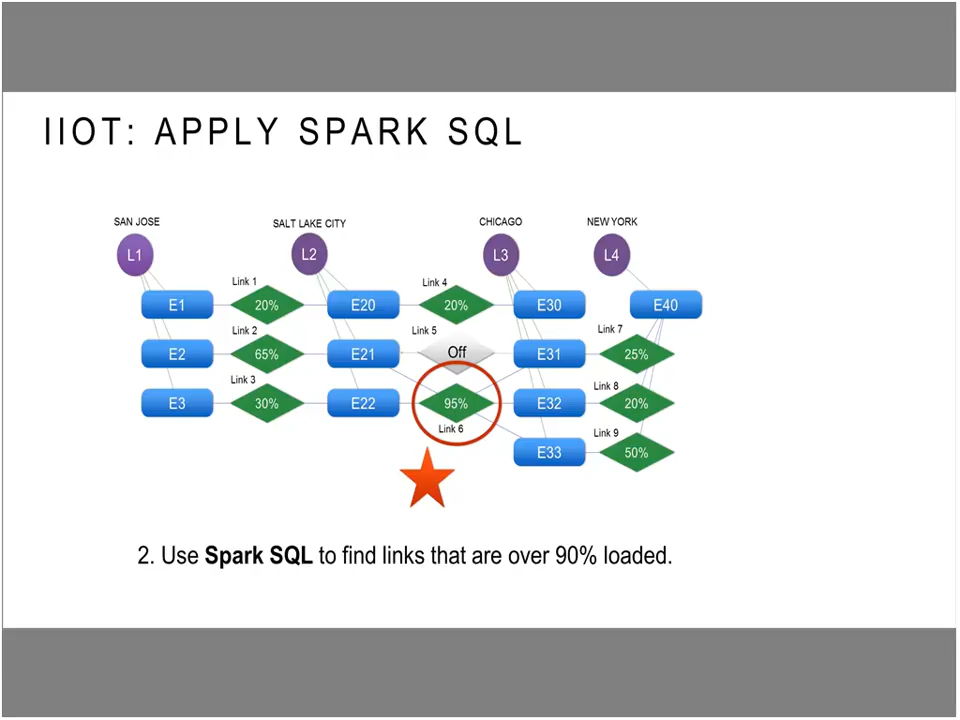 IIOT: APPLY SPARK SQL
SAN JOSE
SALT LAKE CITY
CHICAGO
NEW YORK
L1
L2
L3
L4
Link 1
Link 4
E1
20%
E20
20%
E30
E40
Link 2
Link 5
Link 7
E2
65%
E21
Off
E31
25%
Link 3
Link 8
E3
30%
E22
95%
E32
20%
Link 6
Link 9
E33
50%
2. Use Spark SQL to find links that are over 90% loaded.